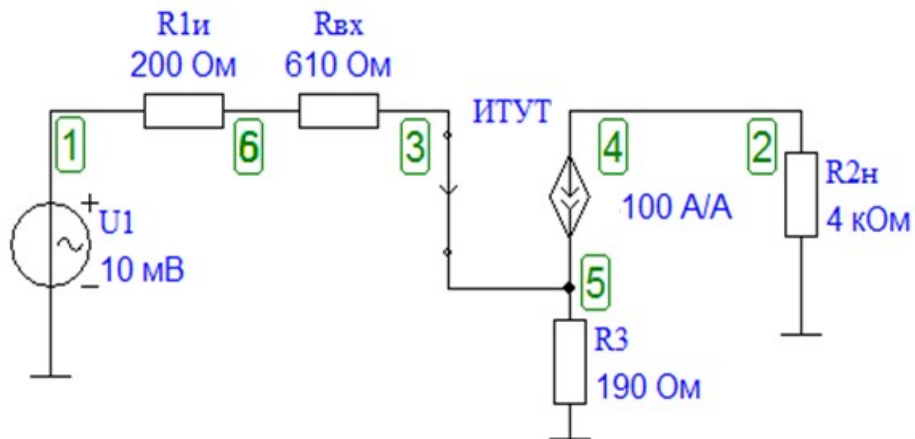 R1и
200 Ом
Rвх
610 Ом
ИТУТ
1
6
3
4
2
R2н
4 кОм
+
U1
10 мВ
−
100 А/А
5
R3
190 Ом